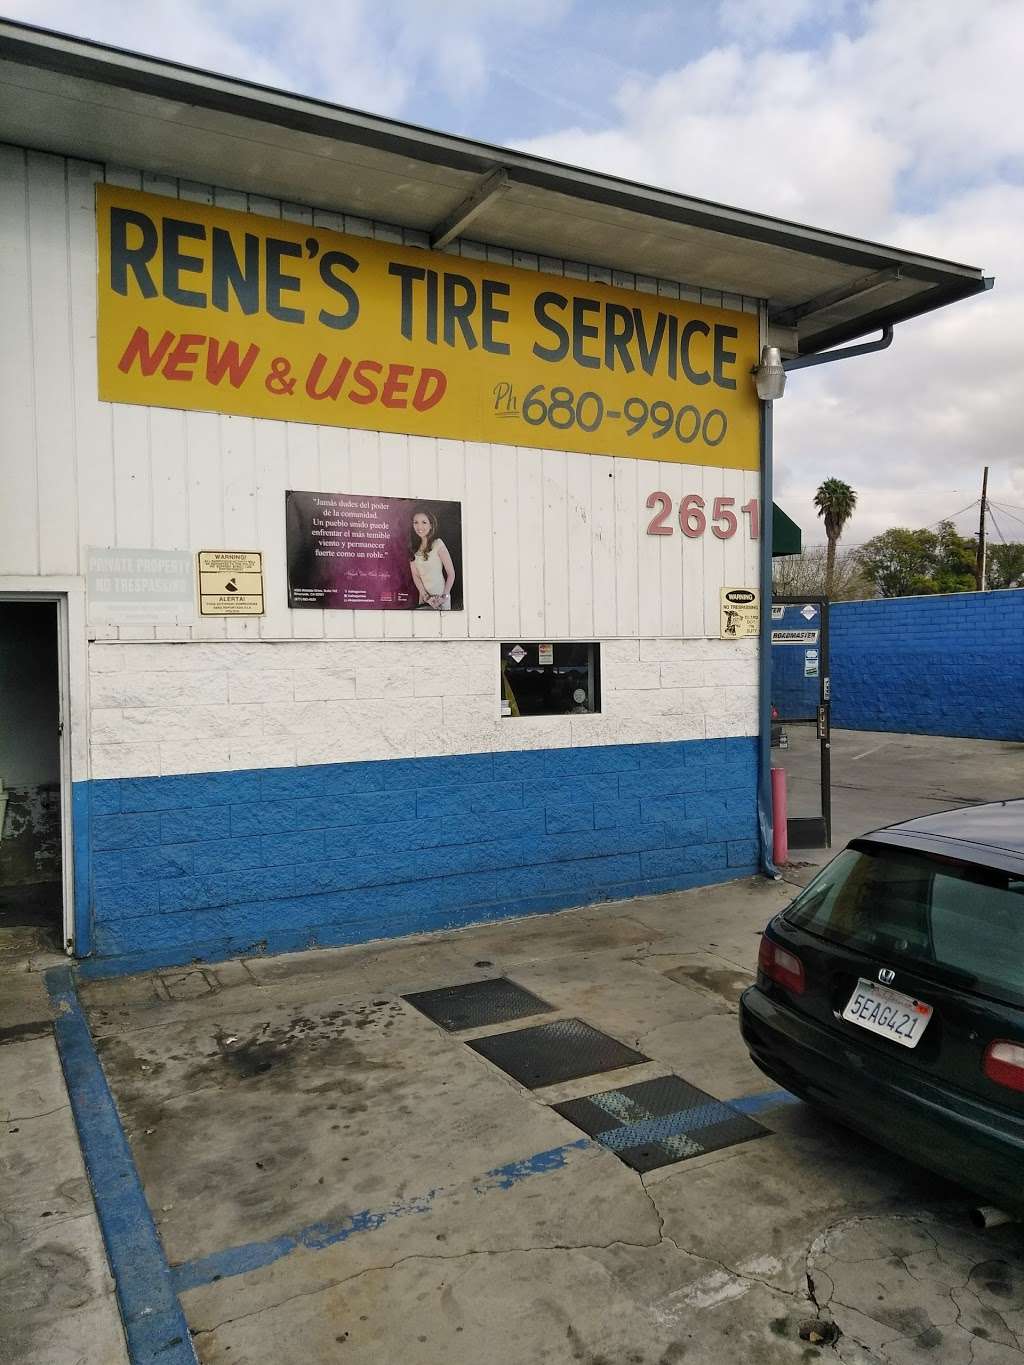 RENE'S TIRE SERVICE
NEW & USED
Ph 680-9900
2651
"Jamás dudes del poder
de la comunidad.
Un pueblo unido puede
enfrentar el más temible
viento y permanecer
fuerte como un roble."
PRIVATE PROPERTY
NO TRESPASSING
WARNING!
ALERTA!
WARNING
NO TRESPASSING
ROADMASTER
PULL
5EAG421